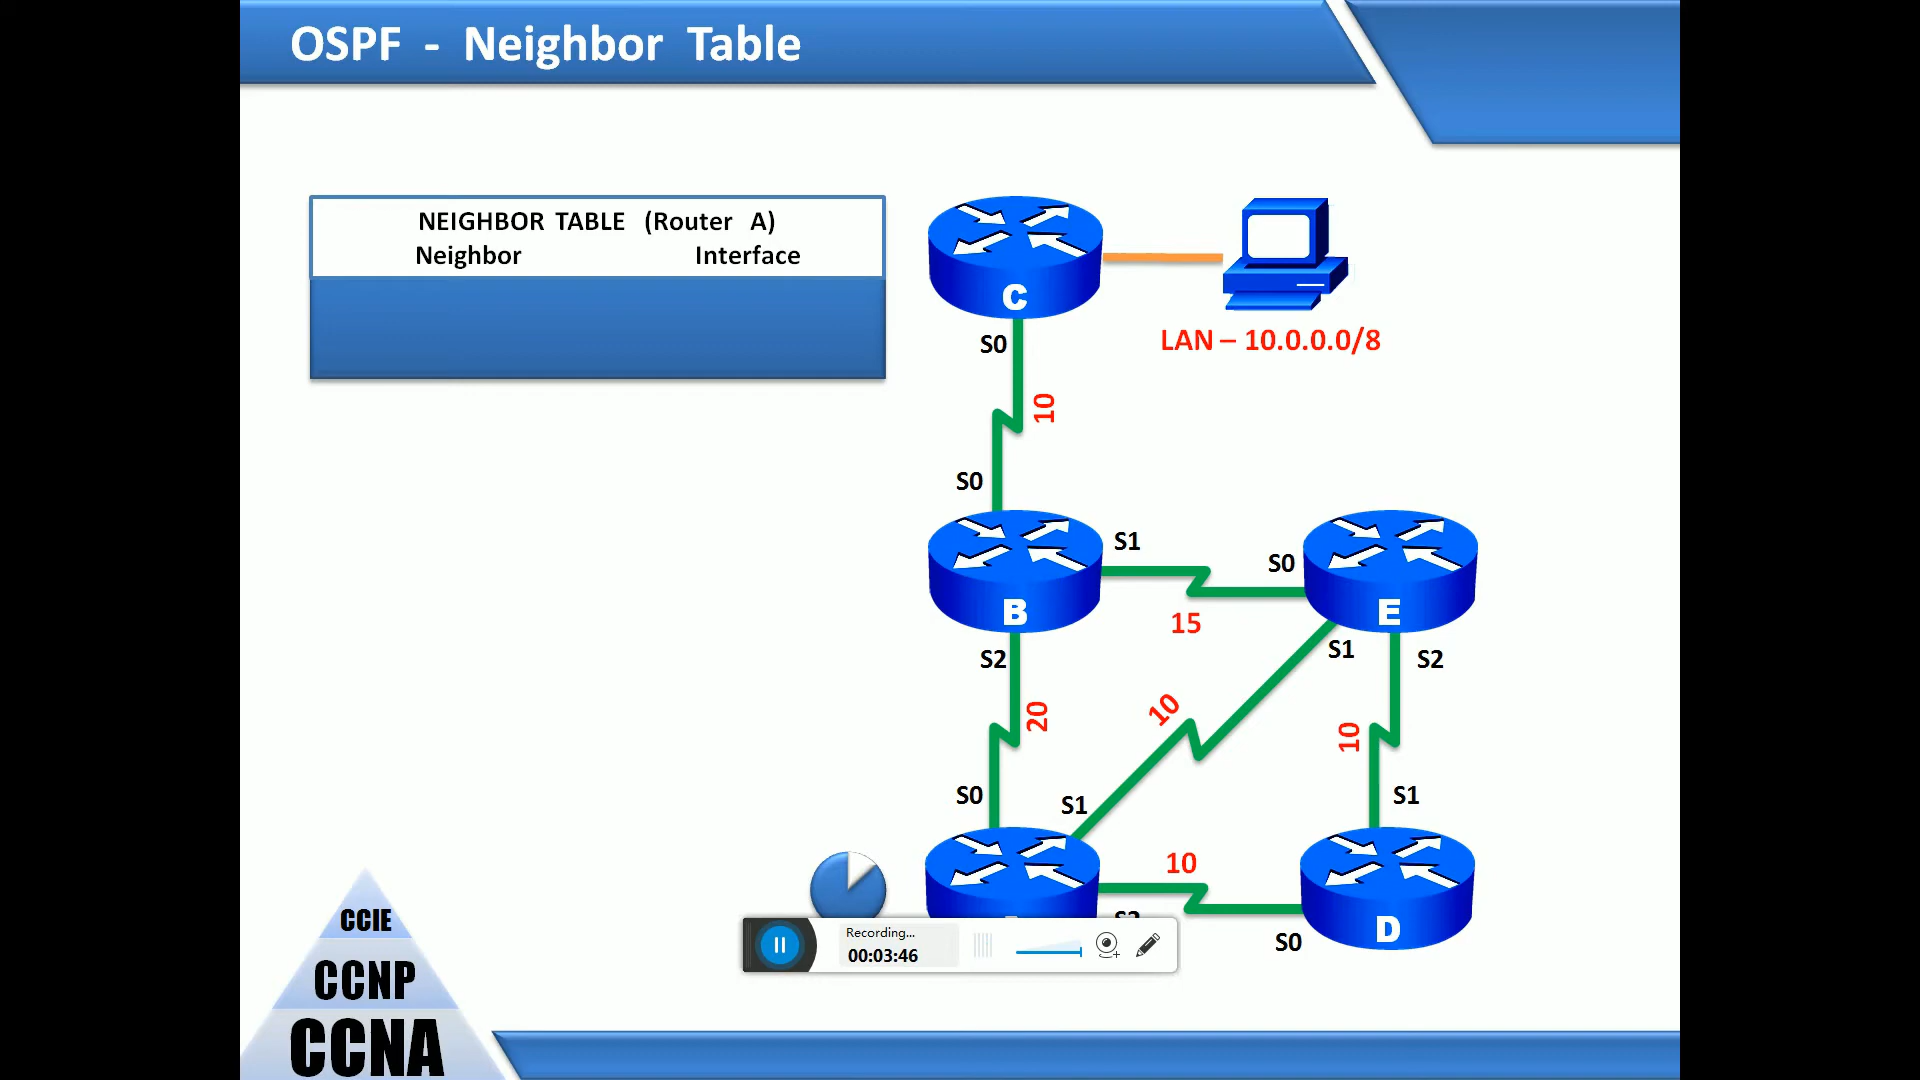 OSPF - Neighbor Table
NEIGHBOR TABLE (Router A)
Neighbor Interface
C
S0
LAN – 10.0.0.0/8
10
S0
S1
S0
B
E
15
S2
S1
S2
20
10
10
S0
S1
S1
10
D
S0
Recording...
00:03:46
CCIE
CCNP
CCNA